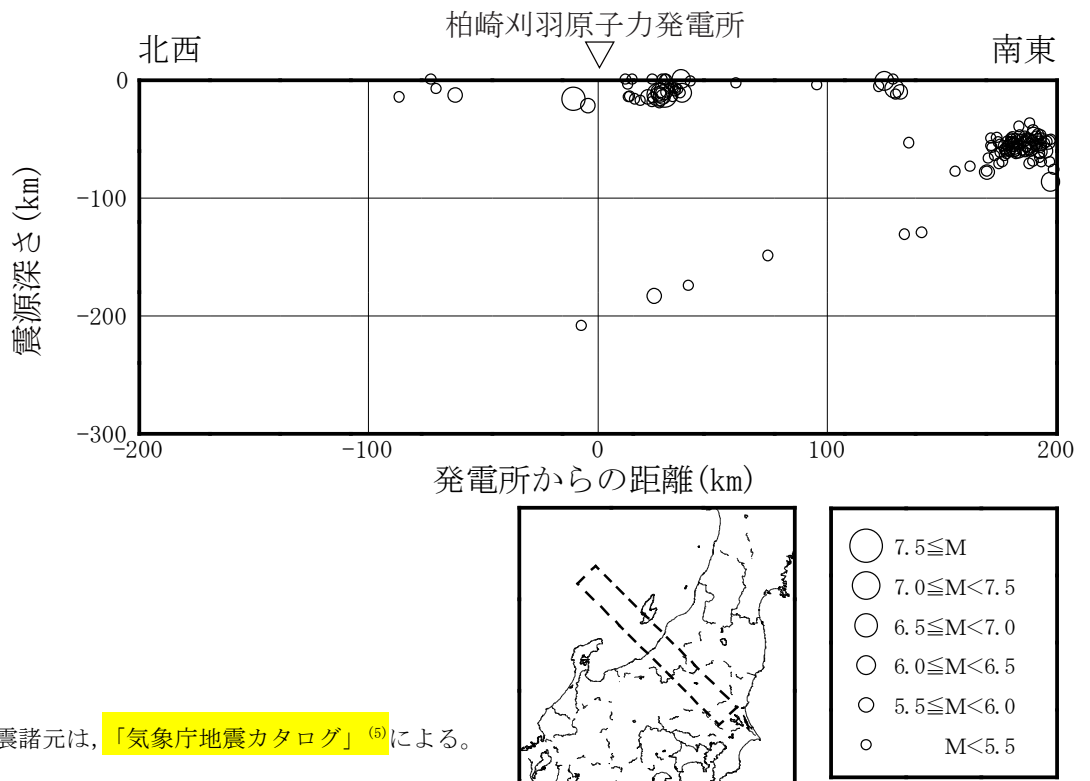 柏崎刈羽原子力発電所
北西
南東
震源深さ(km)
0
-100
-200
-300
-200
-100
0
100
200
発電所からの距離(km)
7.5≦M
7.0≦M<7.5
6.5≦M<7.0
6.0≦M<6.5
5.5≦M<6.0
M<5.5
震諸元は,「気象庁地震カタログ」(5)による。